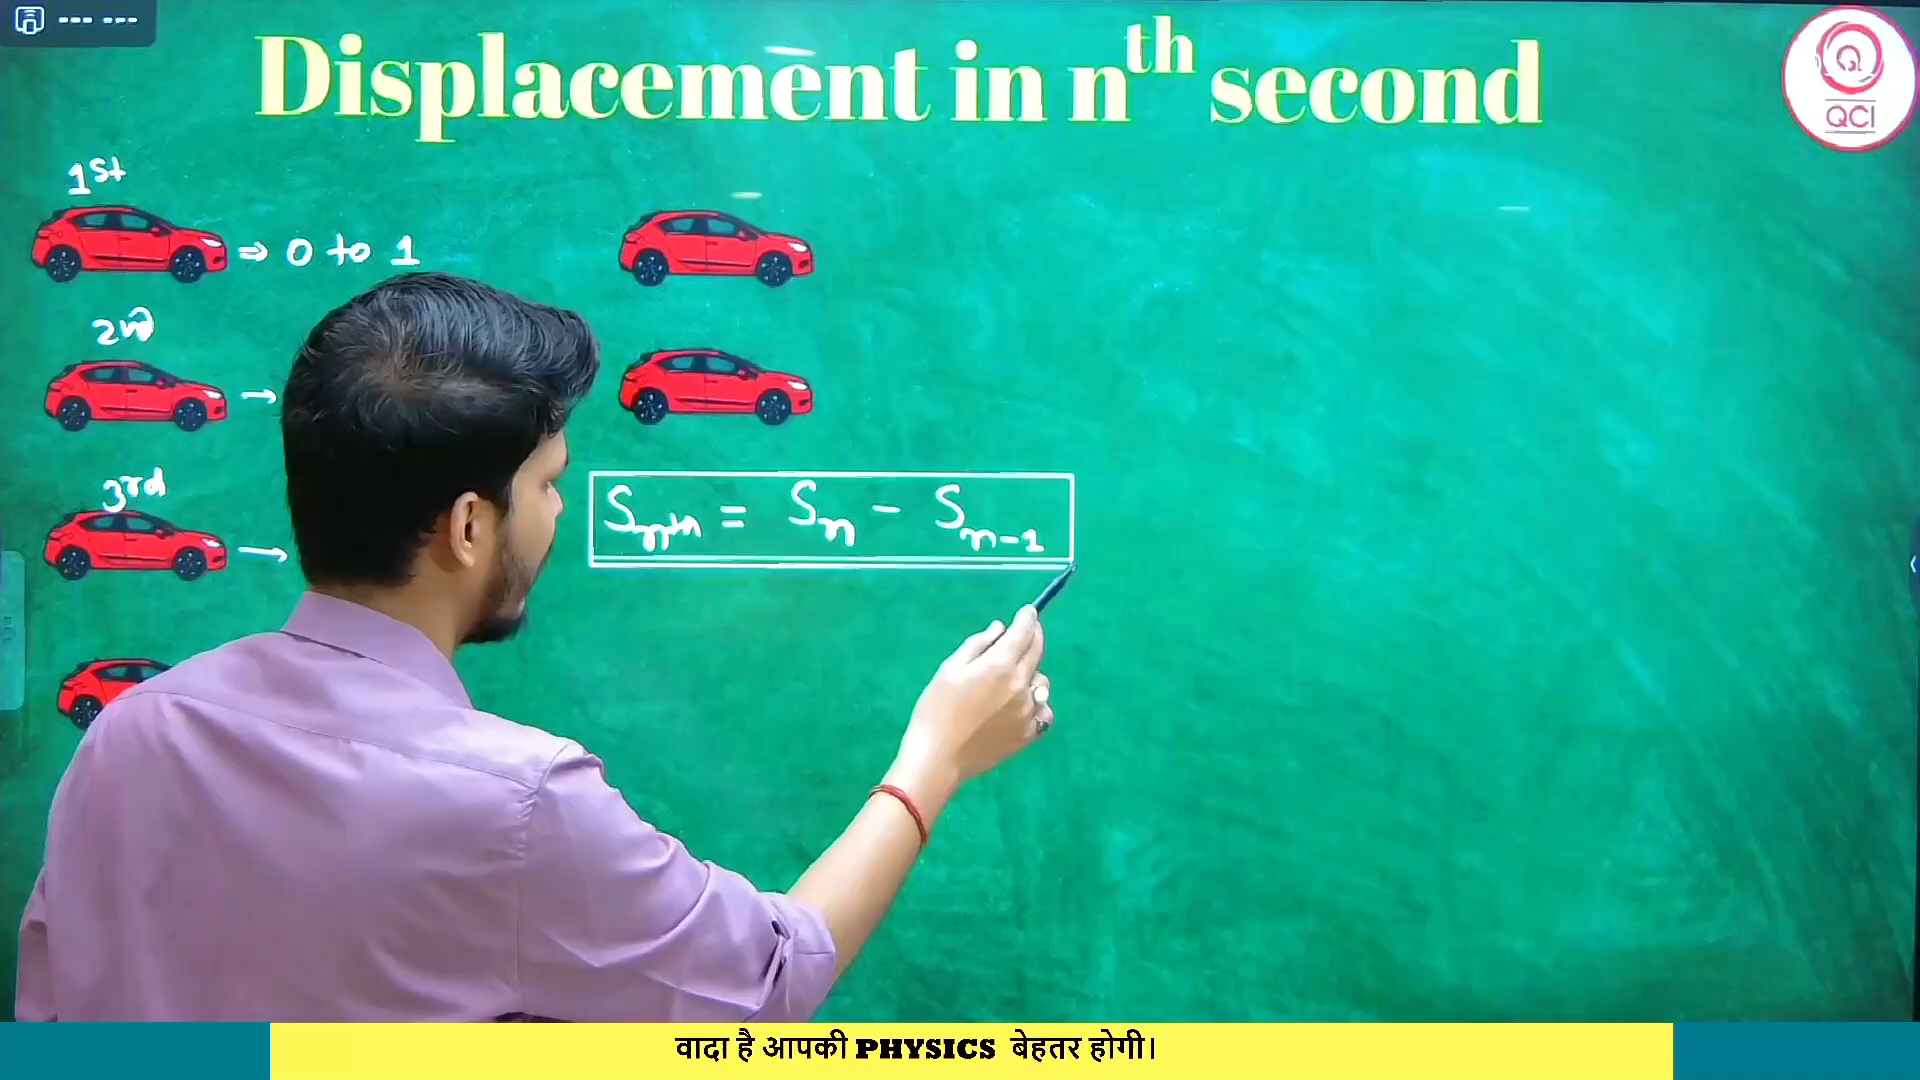 Displacement in nth second
QCI
1st
⇒ 0 to 1
2nd
→
3rd
→
Snth = Sn - Sn-1
वादा है आपकी PHYSICS बेहतर होगी।